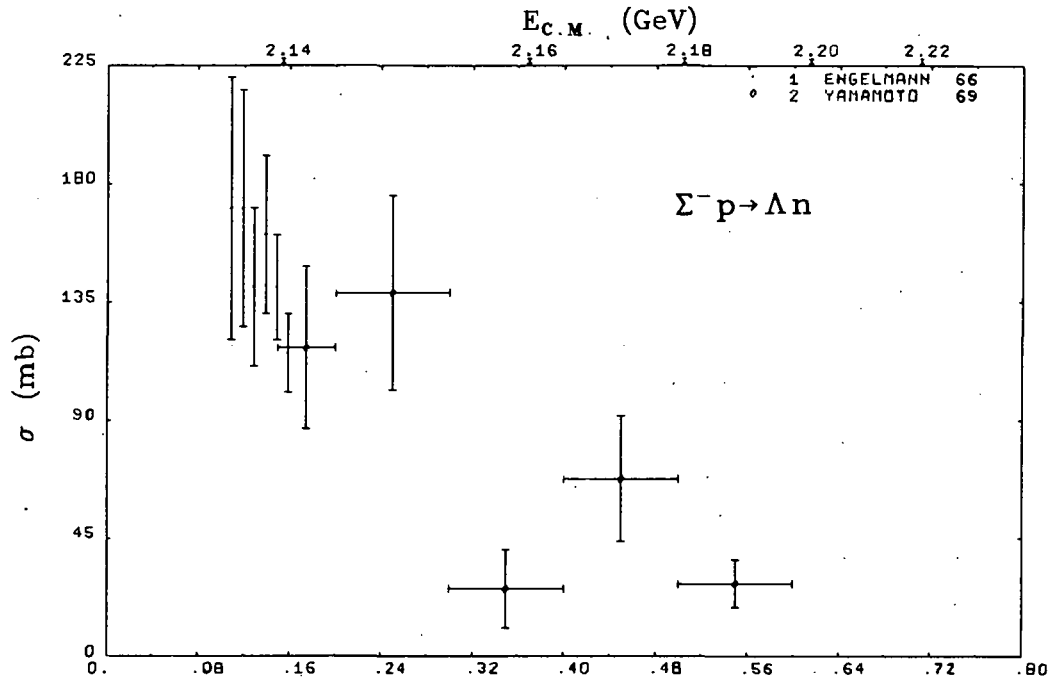 E_C.M. (GeV)
2.14 2.16 2.18 2.20 2.22
225
1 ENGELMANN 66
2 YAMAMOTO 69
180
Σ⁻p→Λn
135
σ (mb)
90
45
0
0. .08 .16 .24 .32 .40 .48 .56 .64 .72 .80